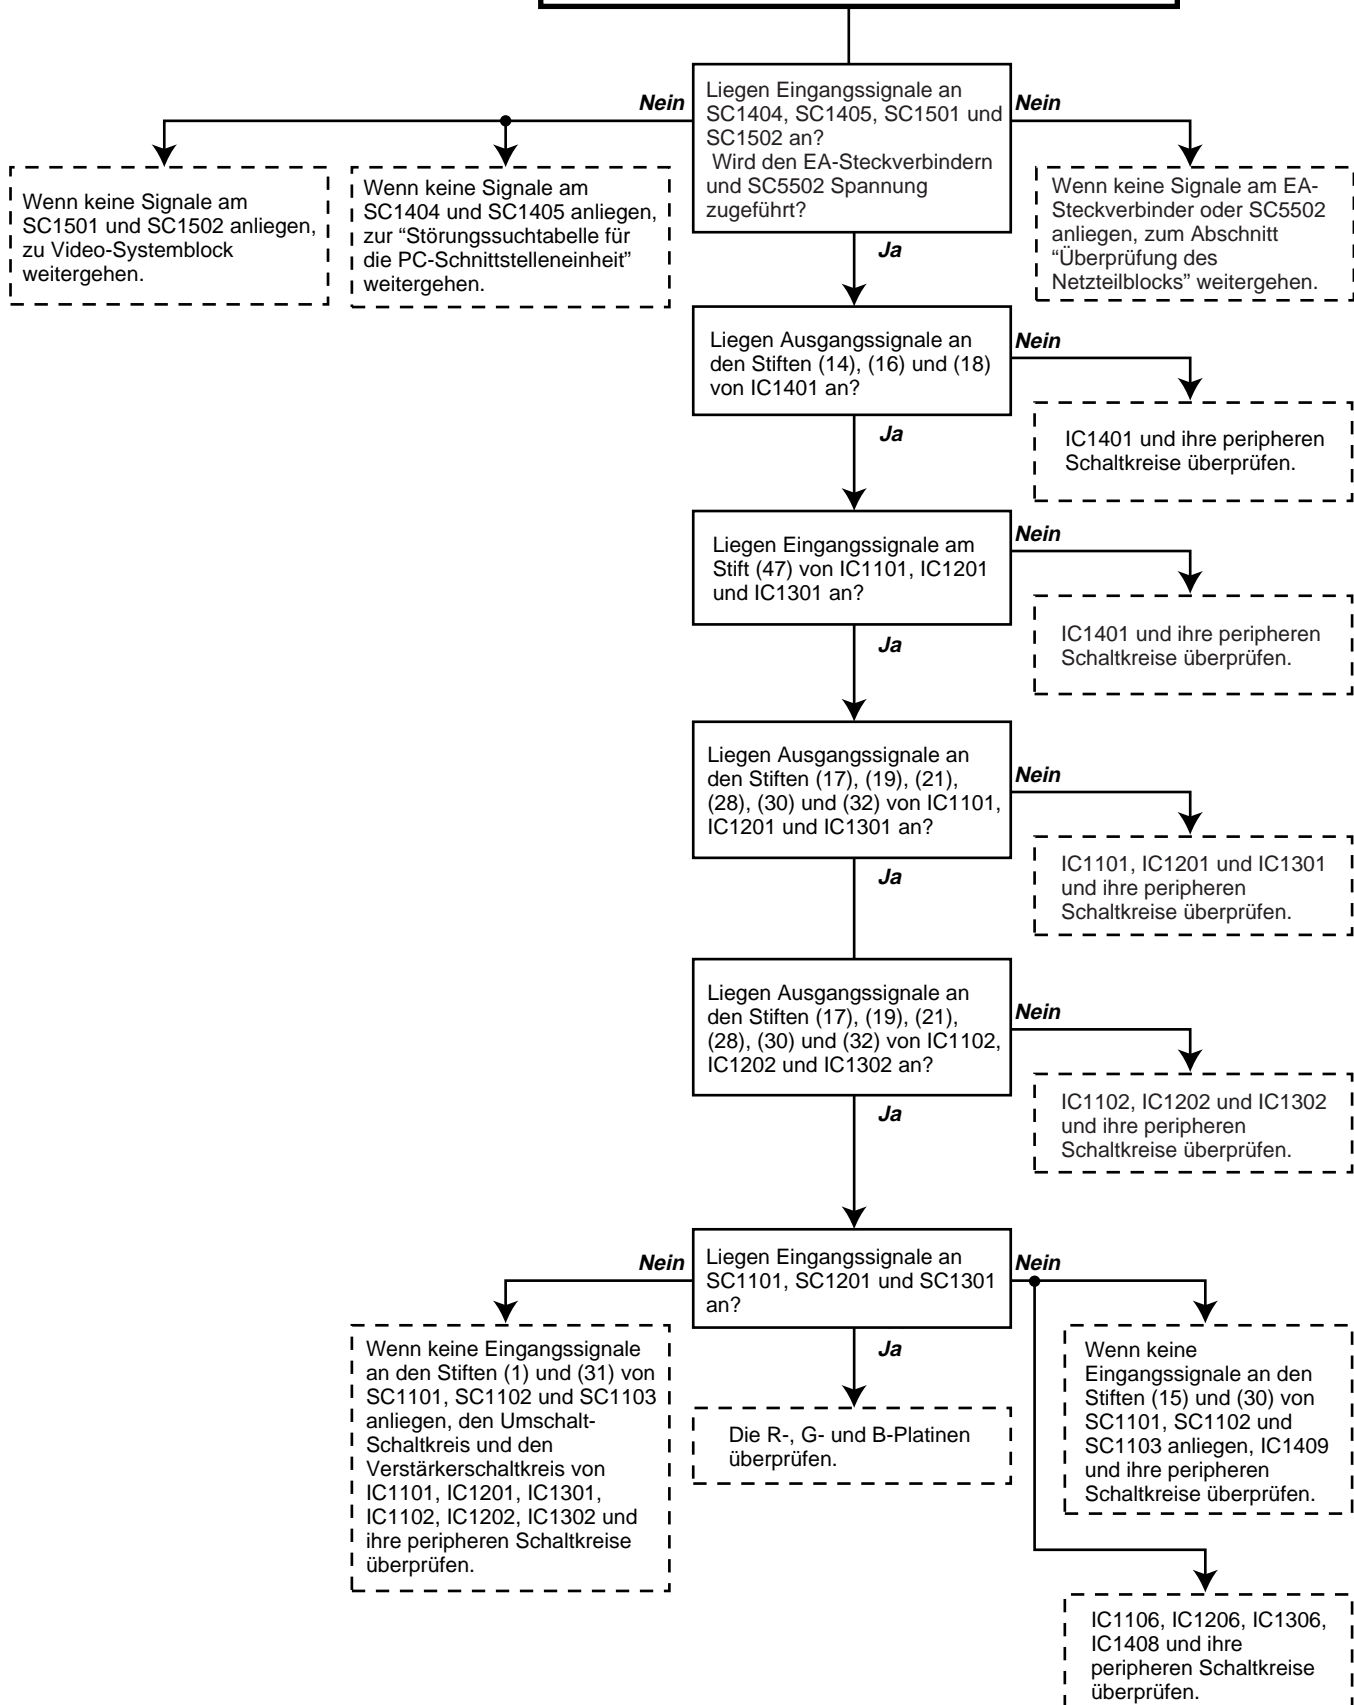 Liegen Eingangssignale an
SC1404, SC1405, SC1501 und
SC1502 an?
Wird den EA-Steckverbindern
und SC5502 Spannung
zugeführt?
Nein
Nein
Wenn keine Signale am
SC1501 und SC1502 anliegen,
zu Video-Systemblock
weitergehen.
Wenn keine Signale am
SC1404 und SC1405 anliegen,
zur “Störungssuchtabelle für
die PC-Schnittstelleneinheit”
weitergehen.
Wenn keine Signale am EA-
Steckverbinder oder SC5502
anliegen, zum Abschnitt
“Überprüfung des
Netzteilblocks” weitergehen.
Ja
Liegen Ausgangssignale an
den Stiften (14), (16) und (18)
von IC1401 an?
Nein
IC1401 und ihre peripheren
Schaltkreise überprüfen.
Ja
Liegen Eingangssignale am
Stift (47) von IC1101, IC1201
und IC1301 an?
Nein
IC1401 und ihre peripheren
Schaltkreise überprüfen.
Ja
Liegen Ausgangssignale an
den Stiften (17), (19), (21),
(28), (30) und (32) von IC1101,
IC1201 und IC1301 an?
Nein
IC1101, IC1201 und IC1301
und ihre peripheren
Schaltkreise überprüfen.
Ja
Liegen Ausgangssignale an
den Stiften (17), (19), (21),
(28), (30) und (32) von IC1102,
IC1202 und IC1302 an?
Nein
IC1102, IC1202 und IC1302
und ihre peripheren
Schaltkreise überprüfen.
Ja
Liegen Eingangssignale an
SC1101, SC1201 und SC1301
an?
Nein
Nein
Wenn keine Eingangssignale
an den Stiften (1) und (31) von
SC1101, SC1102 und SC1103
anliegen, den Umschalt-
Schaltkreis und den
Verstärkerschaltkreis von
IC1101, IC1201, IC1301,
IC1102, IC1202, IC1302 und
ihre peripheren Schaltkreise
überprüfen.
Ja
Die R-, G- und B-Platinen
überprüfen.
Wenn keine
Eingangssignale an den
Stiften (15) und (30) von
SC1101, SC1102 und
SC1103 anliegen, IC1409
und ihre peripheren
Schaltkreise überprüfen.
IC1106, IC1206, IC1306,
IC1408 und ihre
peripheren Schaltkreise
überprüfen.